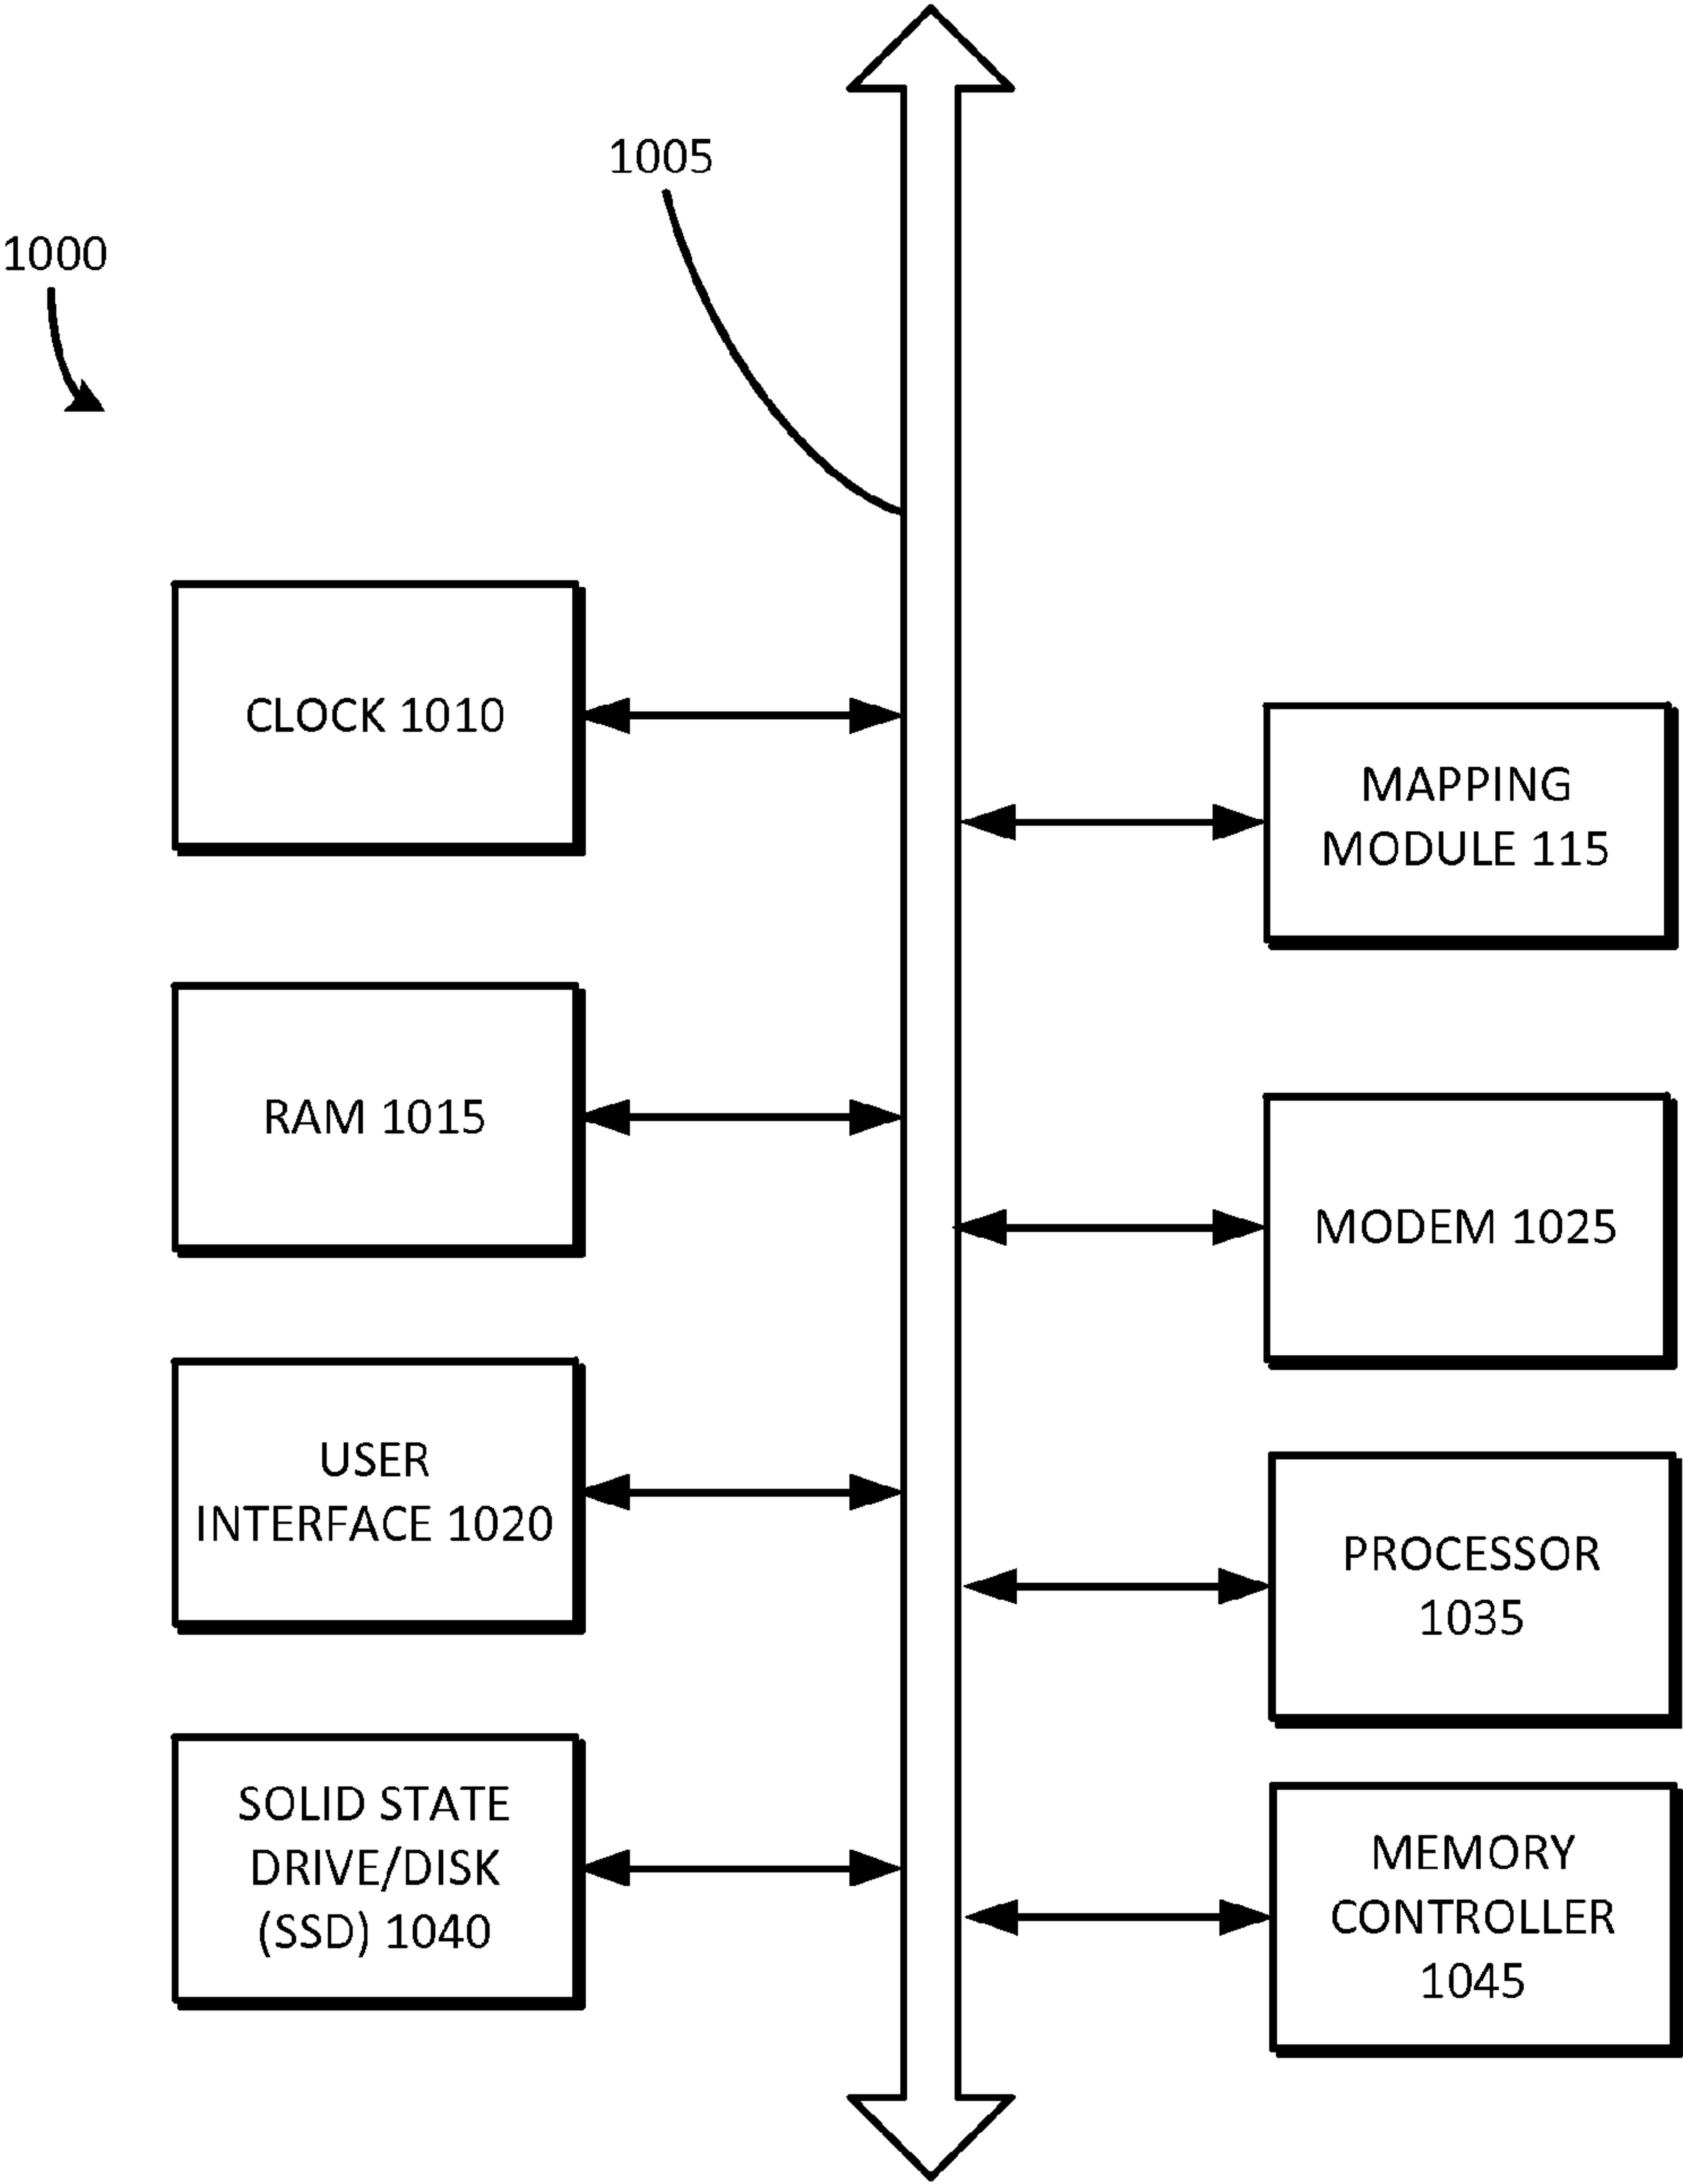 1005
1000
CLOCK 1010
MAPPING
MODULE 115
RAM 1015
MODEM 1025
USER
INTERFACE 1020
PROCESSOR
1035
SOLID STATE
DRIVE/DISK
(SSD) 1040
MEMORY
CONTROLLER
1045